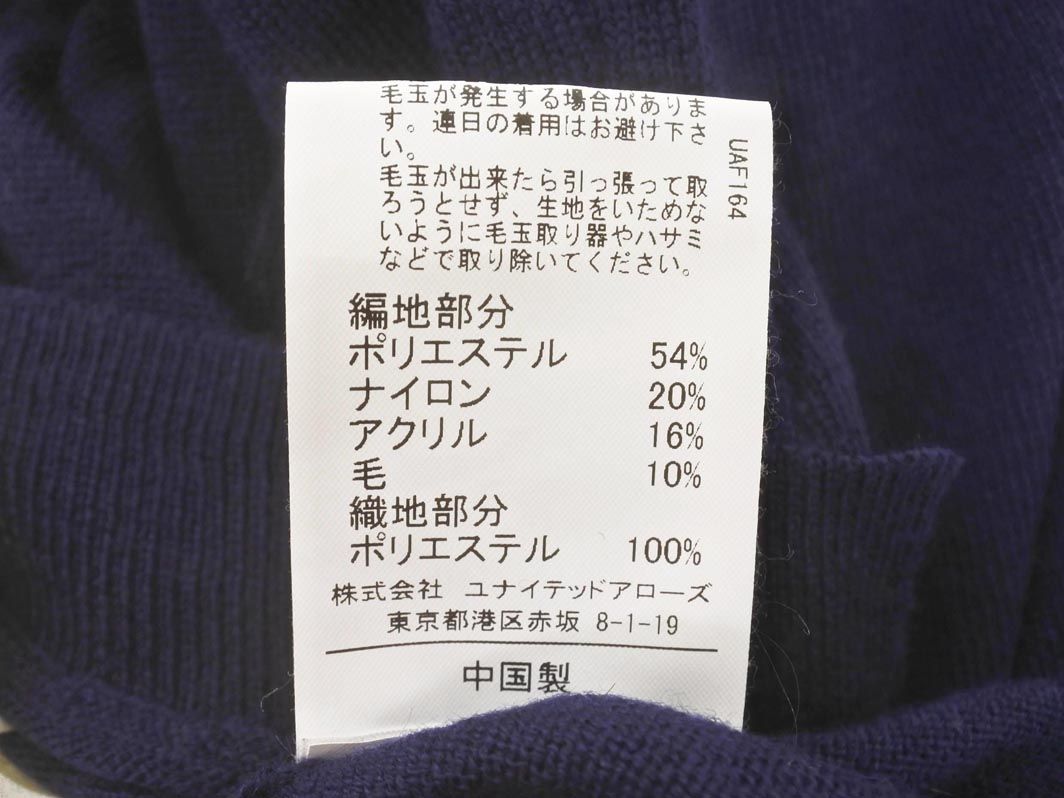 毛玉が発生する場合がありま
す。連日の着用はお避け下さ
い。
毛玉が出来たら引っ張って取
ろうとせず、生地をいためな
いように毛玉取り器やハサミ
などで取り除いてください。
UAF164
編地部分
ポリエステル 54%
ナイロン 20%
アクリル 16%
毛 10%
織地部分
ポリエステル 100%
株式会社 ユナイテッドアローズ
東京都港区赤坂 8-1-19
中国製